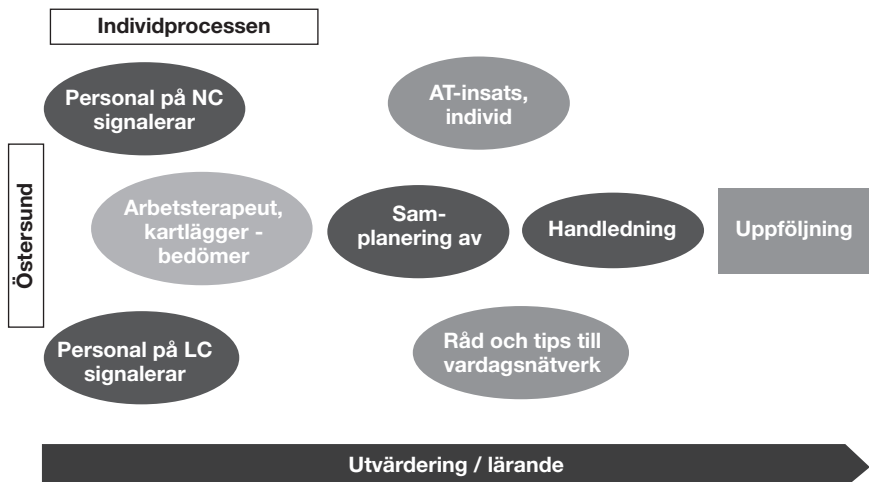 Individprocessen
Personal på NC
signalerar
AT-insats,
individ
Östersund
Arbetsterapeut,
kartlägger -
bedömer
Sam-
planering av
Handledning
Uppföljning
Personal på LC
signalerar
Råd och tips till
vardagsnätverk
Utvärdering / lärande